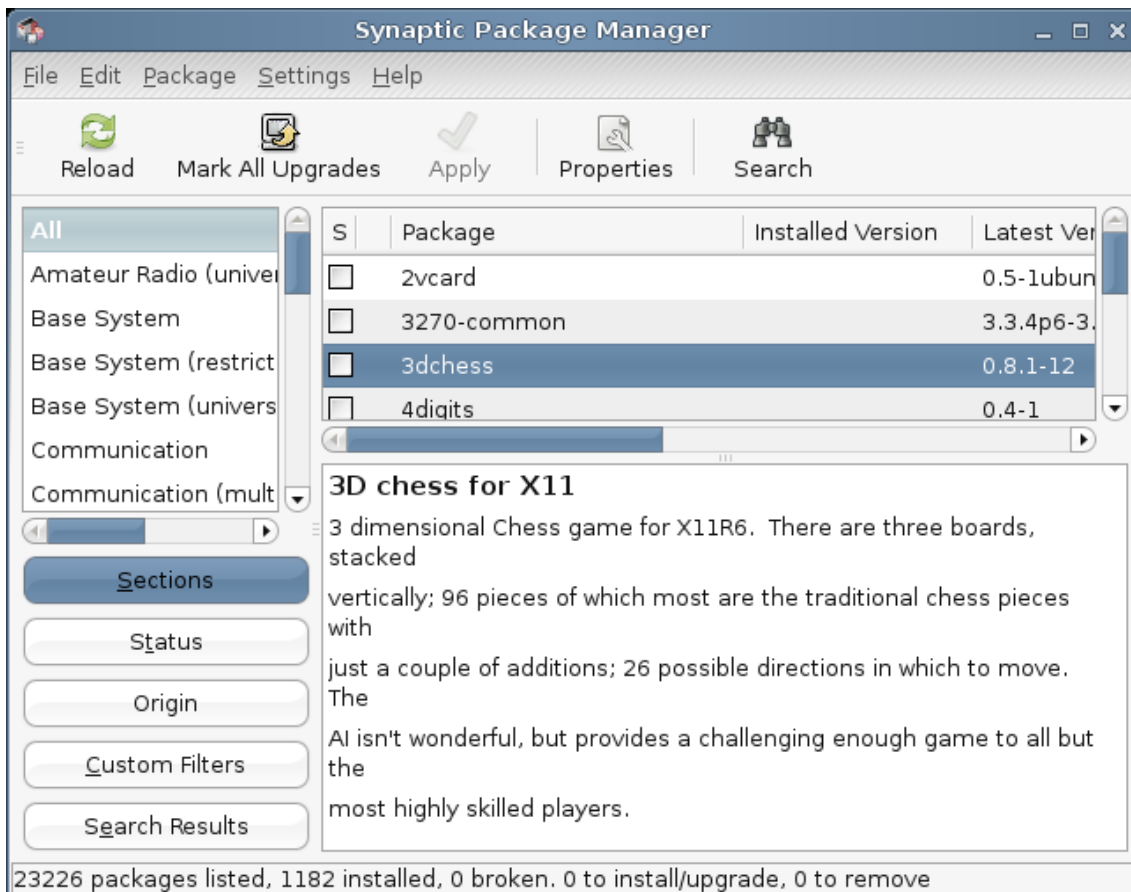 Synaptic Package Manager
File Edit Package Settings Help
Reload Mark All Upgrades Apply Properties Search
All
Amateur Radio (univer
Base System
Base System (restrict
Base System (univers
Communication
Communication (mult
Sections
Status
Origin
Custom Filters
Search Results
S Package Installed Version Latest Ver
2vcard 0.5-1ubun
3270-common 3.3.4p6-3.
3dchess 0.8.1-12
4digits 0.4-1
3D chess for X11
3 dimensional Chess game for X11R6.  There are three boards,
stacked
vertically; 96 pieces of which most are the traditional chess pieces
with
just a couple of additions; 26 possible directions in which to move.
The
AI isn't wonderful, but provides a challenging enough game to all but
the
most highly skilled players.
23226 packages listed, 1182 installed, 0 broken. 0 to install/upgrade, 0 to remove